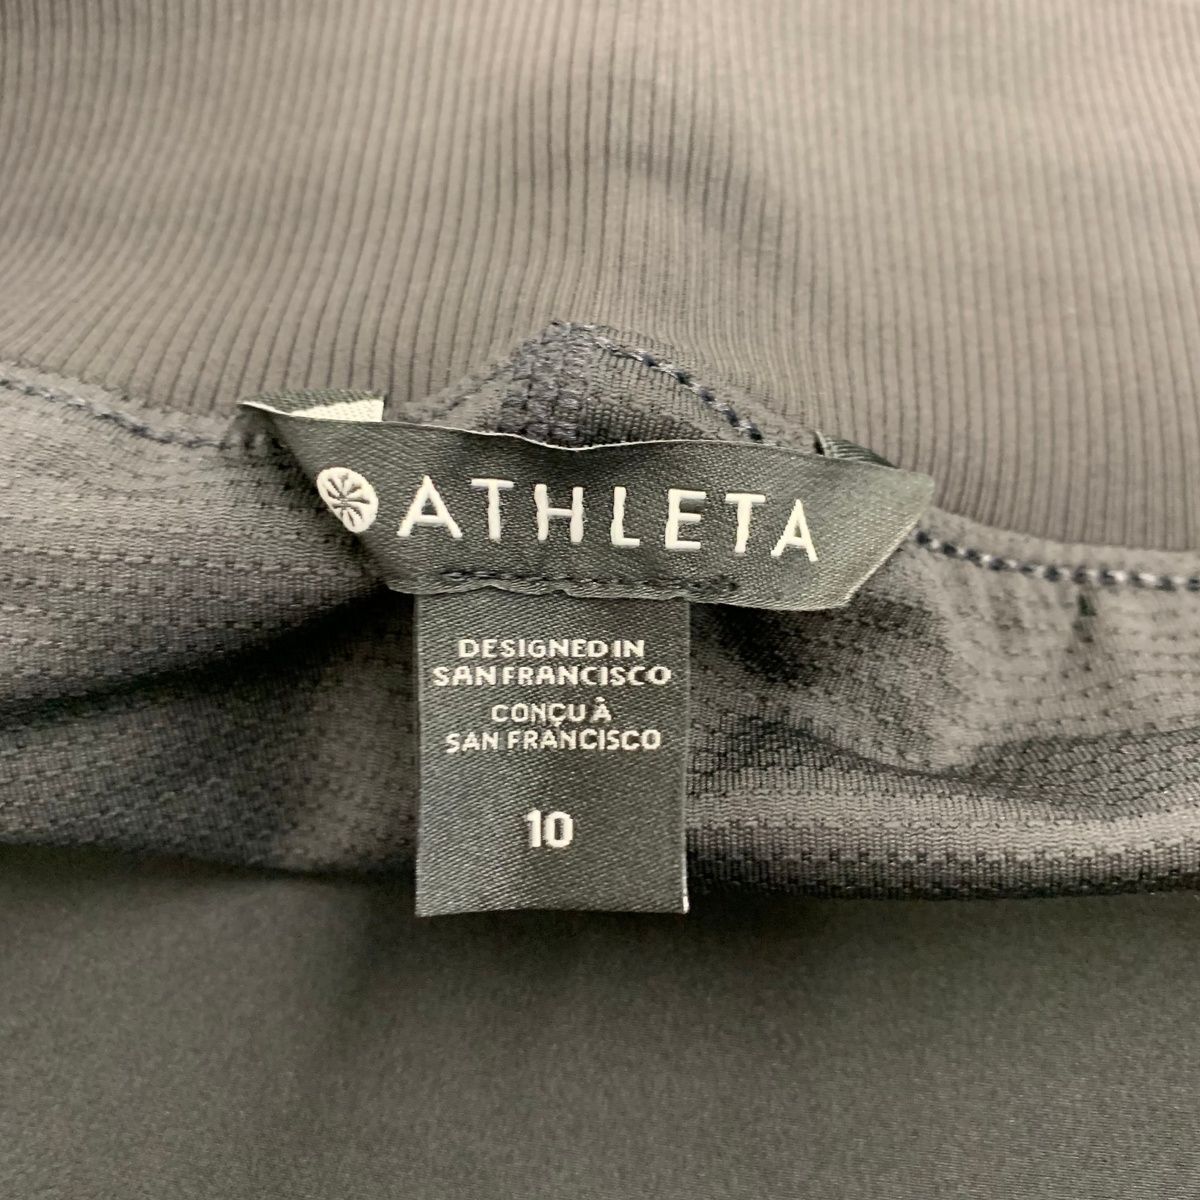 ATHLETA
DESIGNED IN
SAN FRANCISCO
CONÇU À
SAN FRANCISCO
10